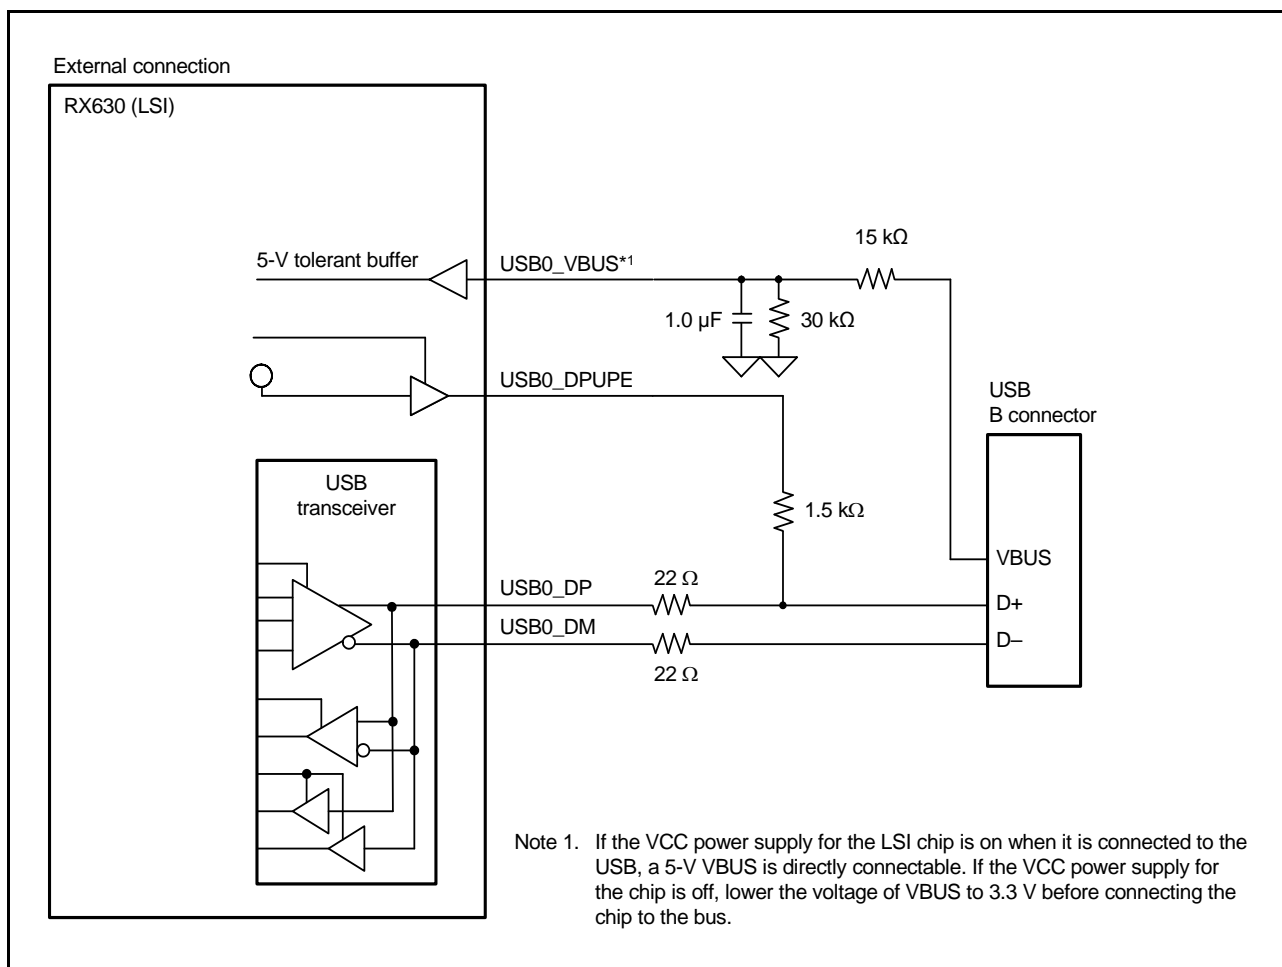 External connection
RX630 (LSI)
15 kΩ
5-V tolerant buffer
USB0_VBUS*1
1.0 µF
30 kΩ
USB0_DPUPE
USB
B connector
USB
transceiver
1.5 kΩ
VBUS
22 Ω
USB0_DP
D+
USB0_DM
D–
22 Ω
Note 1. If the VCC power supply for the LSI chip is on when it is connected to the
USB, a 5-V VBUS is directly connectable. If the VCC power supply for
the chip is off, lower the voltage of VBUS to 3.3 V before connecting the
chip to the bus.